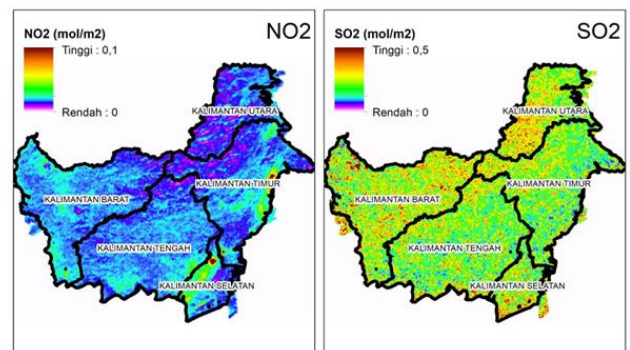 NO2 (mol/m2)
NO2
Tinggi : 0,1
Rendah : 0
KALIMANTAN UTARA
KALIMANTAN TIMUR
KALIMANTAN BARAT
KALIMANTAN TENGAH
KALIMANTAN SELATAN
SO2 (mol/m2)
SO2
Tinggi : 0,5
Rendah : 0
KALIMANTAN UTARA
KALIMANTAN TIMUR
KALIMANTAN BARAT
KALIMANTAN TENGAH
KALIMANTAN SELATAN